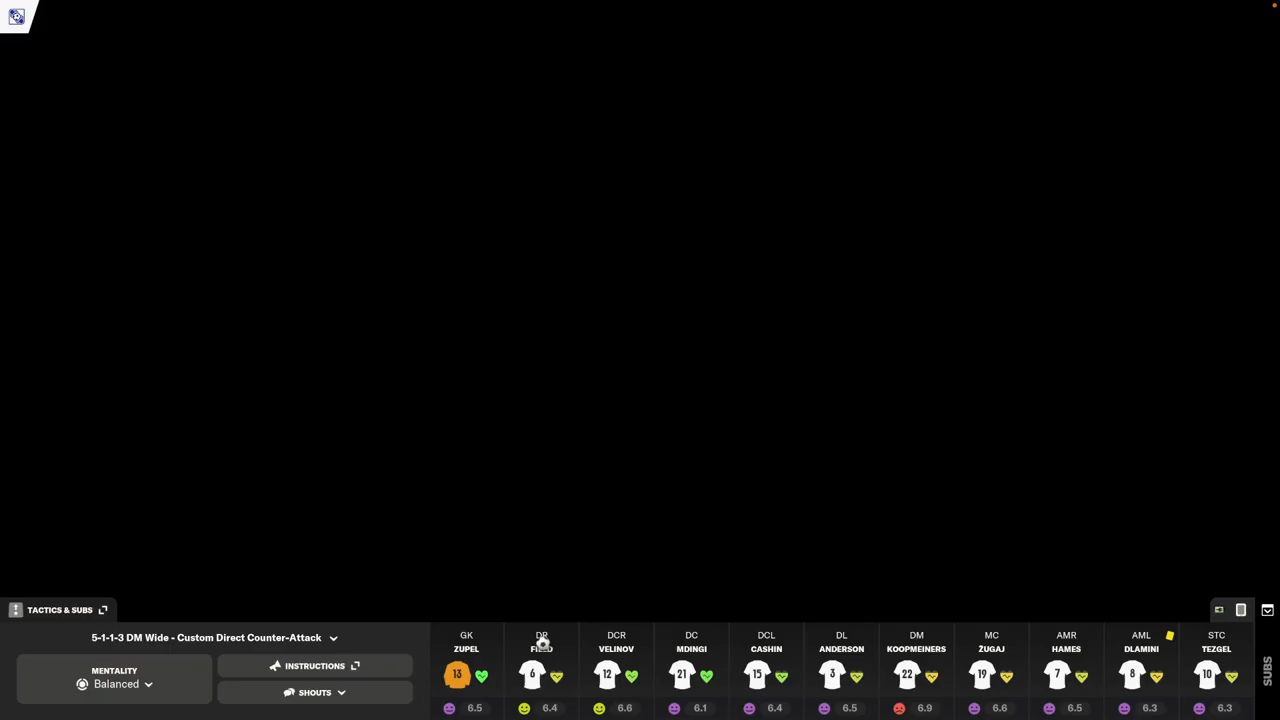 TACTICS & SUBS
5-1-1-3 DM Wide - Custom Direct Counter-Attack
MENTALITY
Balanced
INSTRUCTIONS
SHOUTS
GK DR DCR DC DCL DL DM MC AMR AML STC
ZUPEL VELINOV MDINGI CASHIN ANDERSON KOOPMEINERS ŽUGAJ HAMES DLAMINI TEZGEL
13 6 12 21 15 3 22 19 7 8 10
6.5 6.4 6.6 6.1 6.4 6.5 6.9 6.6 6.5 6.3 6.3
SUBS